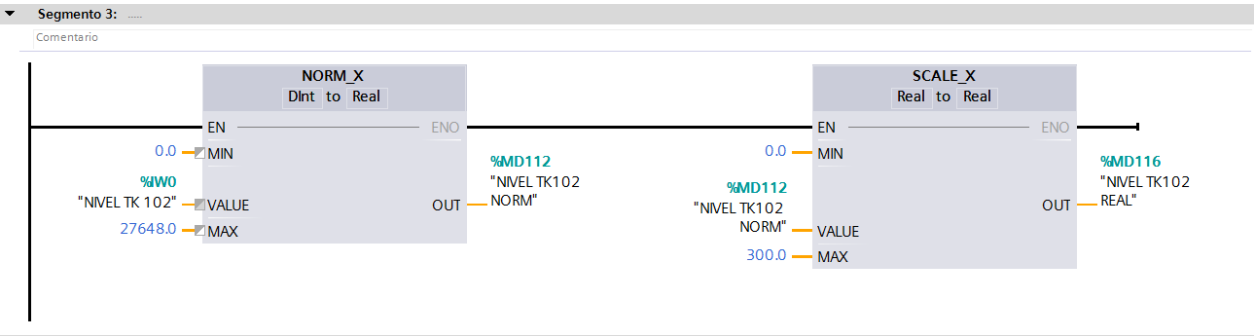 Segmento 3: .....
Comentario
NORM_X
DInt to Real
EN
ENO
0.0
MIN
%IW0
"NIVEL TK 102"
VALUE
27648.0
MAX
OUT
%MD112
"NIVEL TK102
NORM"
SCALE_X
Real to Real
EN
ENO
0.0
MIN
%MD112
"NIVEL TK102
NORM"
VALUE
300.0
MAX
OUT
%MD116
"NIVEL TK102
REAL"